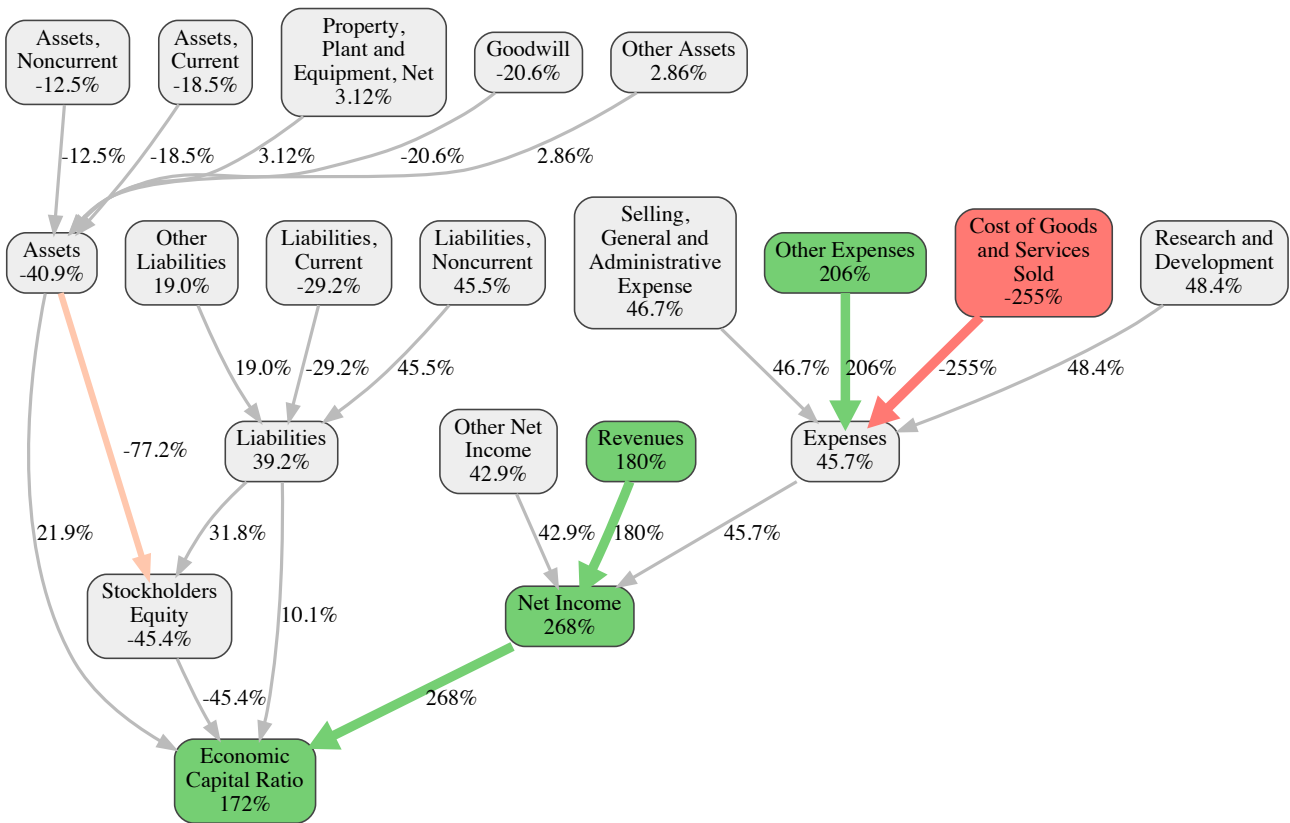 Assets,
Noncurrent
-12.5%
Assets,
Current
-18.5%
Property,
Plant and
Equipment, Net
3.12%
Goodwill
-20.6%
Other Assets
2.86%
-12.5%
-18.5%
3.12%
-20.6%
2.86%
Assets
-40.9%
Other
Liabilities
19.0%
Liabilities,
Current
-29.2%
Liabilities,
Noncurrent
45.5%
Selling,
General and
Administrative
Expense
46.7%
Other Expenses
206%
Cost of Goods
and Services
Sold
-255%
Research and
Development
48.4%
19.0%
-29.2%
45.5%
46.7%
206%
-255%
48.4%
-77.2%
Liabilities
39.2%
Other Net
Income
42.9%
Revenues
180%
Expenses
45.7%
21.9%
31.8%
42.9%
180%
45.7%
Stockholders
Equity
-45.4%
10.1%
Net Income
268%
-45.4%
268%
Economic
Capital Ratio
172%